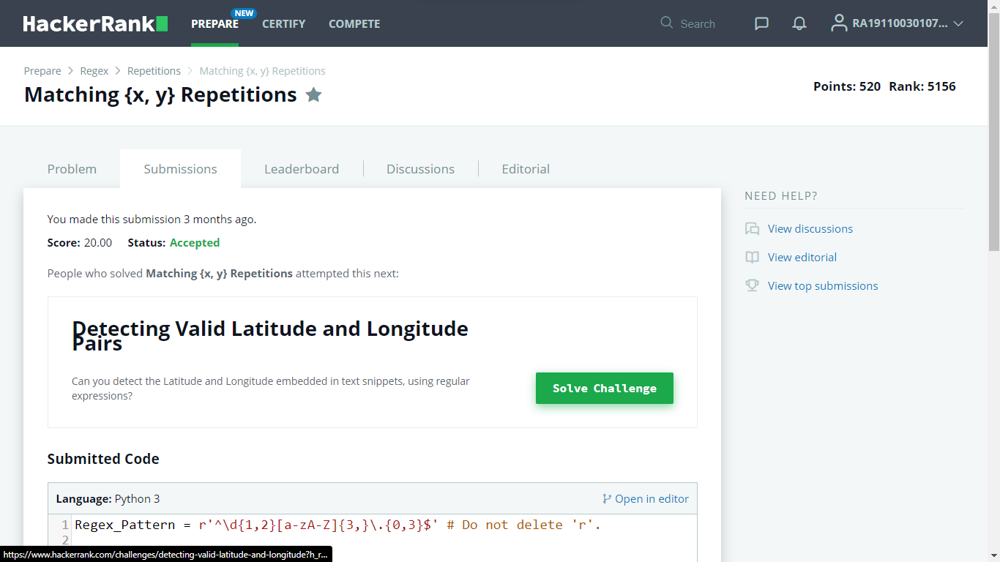 HackerRank
PREPARE
NEW
CERTIFY
COMPETE
Search
RA19110030107...
Prepare > Regex > Repetitions > Matching {x, y} Repetitions
Matching {x, y} Repetitions
Points: 520 Rank: 5156
Problem
Submissions
Leaderboard
Discussions
Editorial
NEED HELP?
View discussions
View editorial
View top submissions
You made this submission 3 months ago.
Score: 20.00 Status: Accepted
People who solved Matching {x, y} Repetitions attempted this next:
Detecting Valid Latitude and Longitude
Pairs
Can you detect the Latitude and Longitude embedded in text snippets, using regular
expressions?
Solve Challenge
Submitted Code
Language: Python 3
Open in editor
1 Regex_Pattern = r'^\d{1,2}[a-zA-Z]{3,}\.{0,3}$' # Do not delete 'r'.
2
https://www.hackerrank.com/challenges/detecting-valid-latitude-and-longitude?h_r...